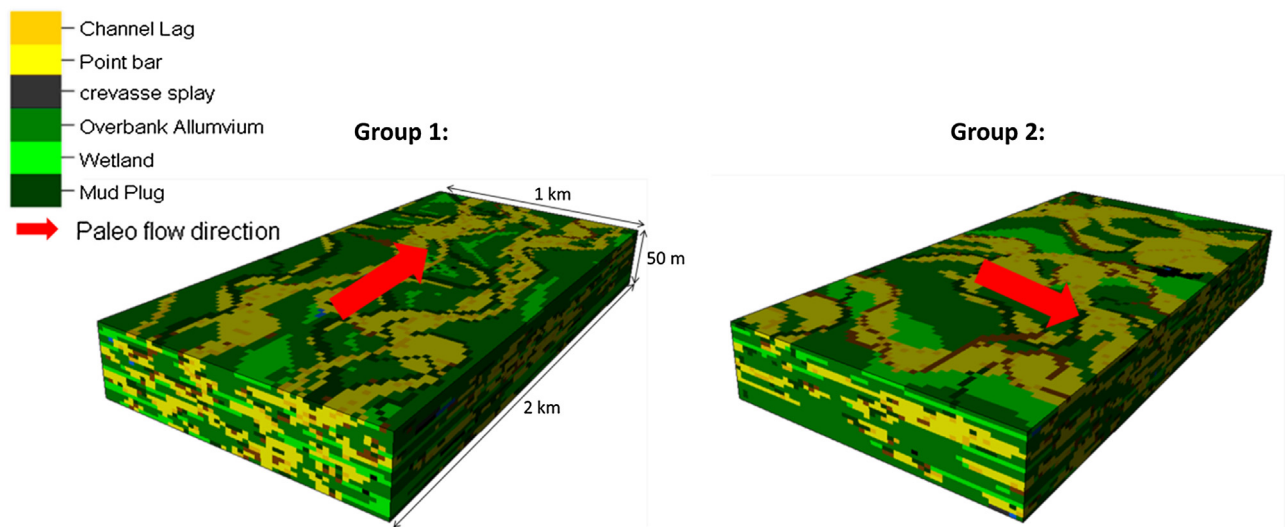 Channel Lag
Point bar
crevasse splay
Overbank Allumvium
Wetland
Mud Plug
Paleo flow direction
Group 1:
1 km
50 m
2 km
Group 2: